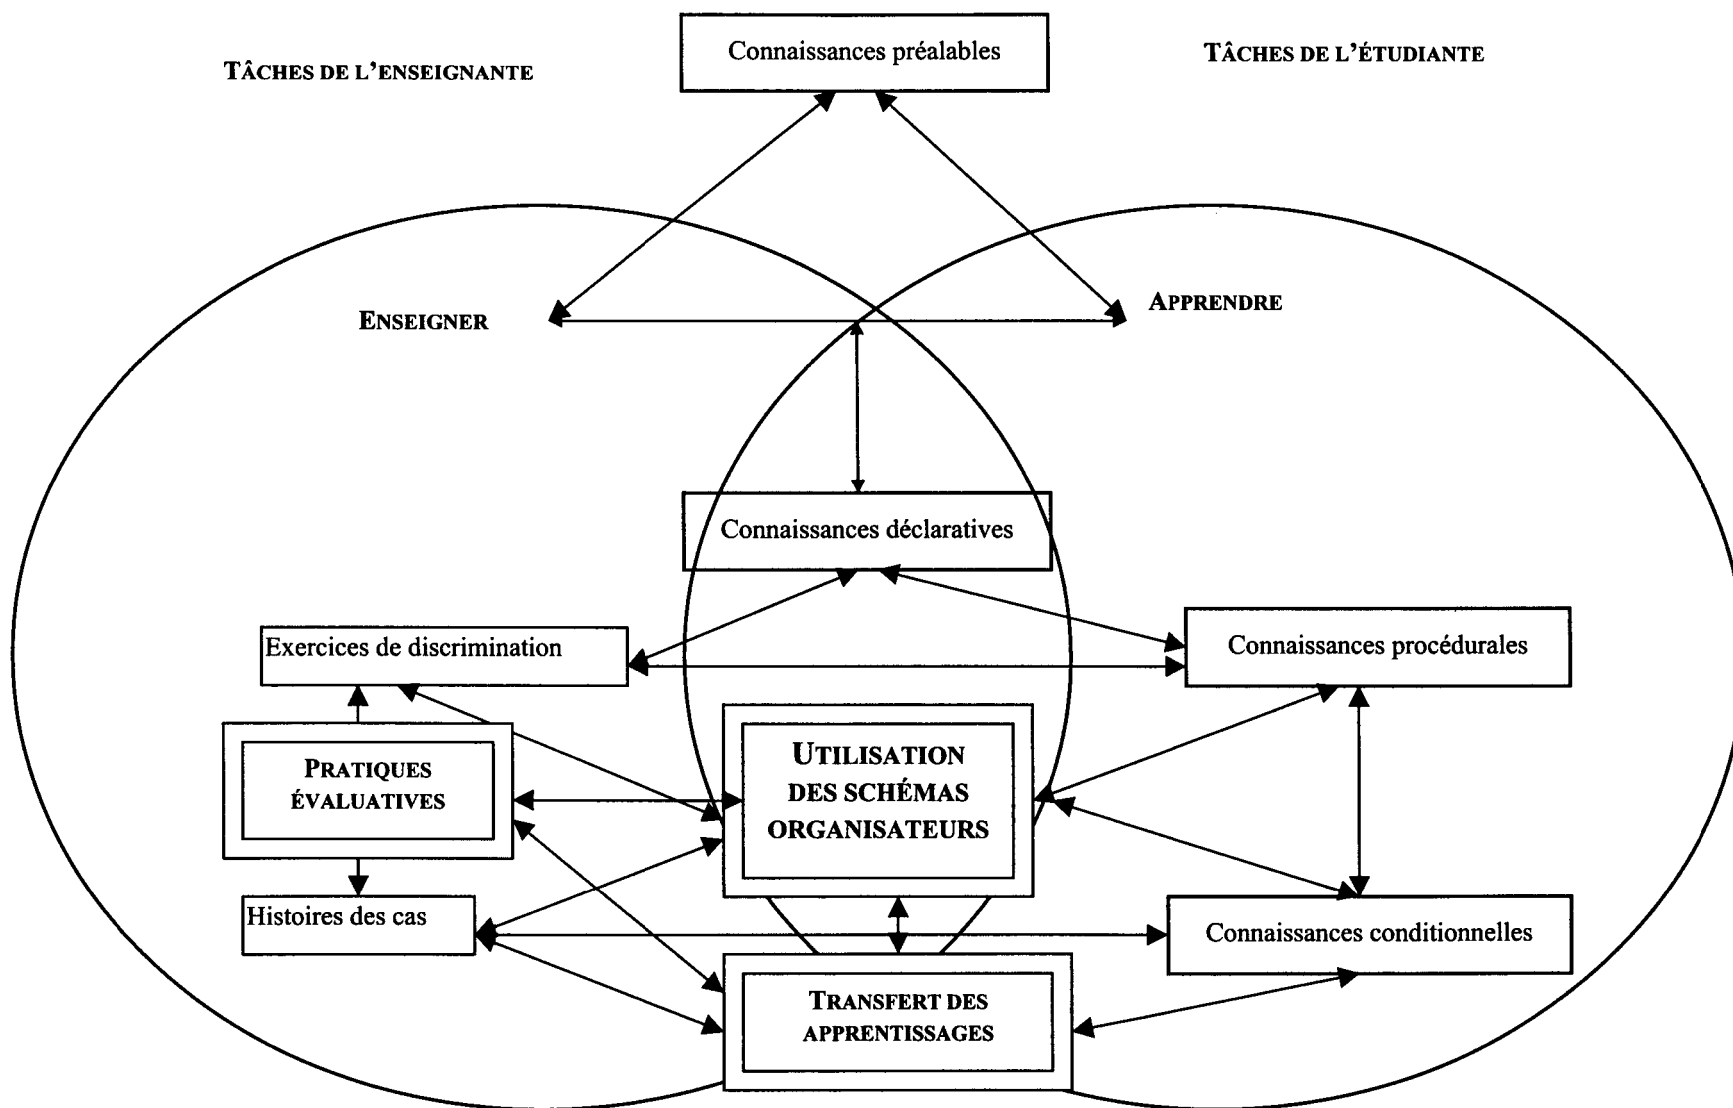 Connaissances préalables
TÂCHES DE L'ENSEIGNANTE
TÂCHES DE L'ÉTUDIANTE
ENSEIGNER
APPRENDRE
Connaissances déclaratives
Exercices de discrimination
Connaissances procédurales
PRATIQUES
ÉVALUATIVES
UTILISATION
DES SCHÉMAS
ORGANISATEURS
Histoires des cas
Connaissances conditionnelles
TRANSFERT DES
APPRENTISSAGES